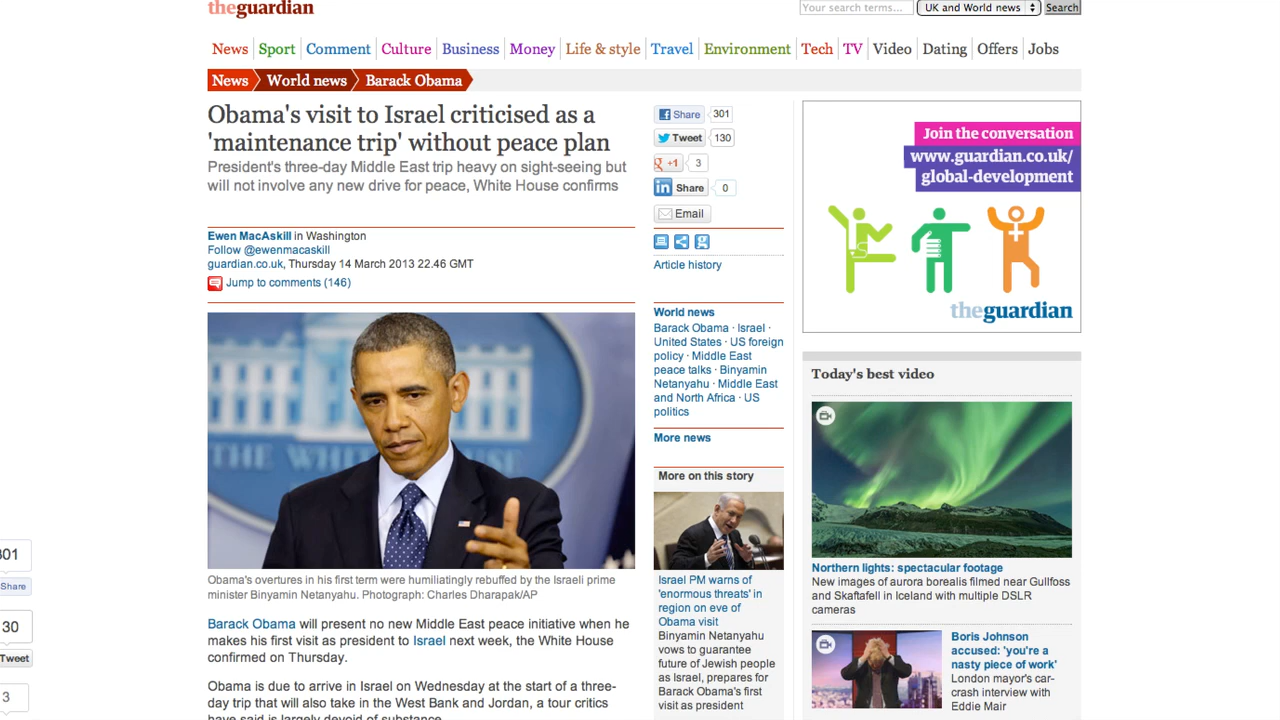 theguardian
Your search terms...
UK and World news
Search
News
Sport
Comment
Culture
Business
Money
Life & style
Travel
Environment
Tech
TV
Video
Dating
Offers
Jobs
News
World news
Barack Obama
Obama's visit to Israel criticised as a
'maintenance trip' without peace plan
President's three-day Middle East trip heavy on sight-seeing but
will not involve any new drive for peace, White House confirms
Ewen MacAskill in Washington
Follow @ewenmacaskill
guardian.co.uk, Thursday 14 March 2013 22.46 GMT
Jump to comments (146)
THE WHITE HOUSE
Obama's overtures in his first term were humiliatingly rebuffed by the Israeli prime
minister Binyamin Netanyahu. Photograph: Charles Dharapak/AP
Barack Obama will present no new Middle East peace initiative when he
makes his first visit as president to Israel next week, the White House
confirmed on Thursday.
Obama is due to arrive in Israel on Wednesday at the start of a three-
day trip that will also take in the West Bank and Jordan, a tour critics
have said is largely devoid of substance.
301
Share
30
Tweet
3
Share 301
Tweet 130
+1 3
Share 0
Email
Article history
World news
Barack Obama · Israel ·
United States · US foreign
policy · Middle East
peace talks · Binyamin
Netanyahu · Middle East
and North Africa · US
politics
More news
More on this story
Israel PM warns of
'enormous threats' in
region on eve of
Obama visit
Binyamin Netanyahu
vows to guarantee
future of Jewish people
as Israel, prepares for
Barack Obama's first
visit as president
Join the conversation
www.guardian.co.uk/
global-development
theguardian
Today's best video
Northern lights: spectacular footage
New images of aurora borealis filmed near Gullfoss
and Skaftafell in Iceland with multiple DSLR
cameras
Boris Johnson
accused: 'you're a
nasty piece of work'
London mayor's car-
crash interview with
Eddie Mair